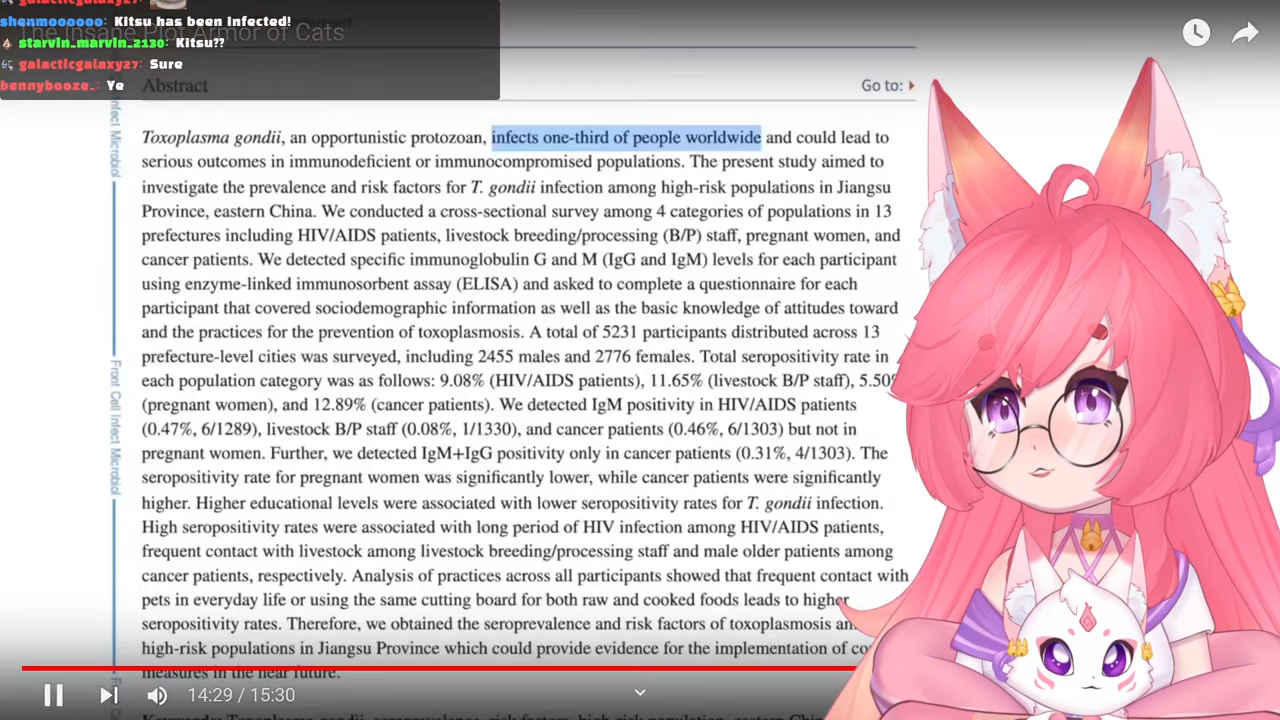 galacticgalaxy27:
shenmoooooo: Kitsu has been infected!
The Insane Plot Armor of Cats
starvin_marvin_2130: Kitsu??
galacticgalaxy27: Sure
bennybooze_: Ye
Abstract
Go to:
Toxoplasma gondii, an opportunistic protozoan, infects one-third of people worldwide and could lead to
serious outcomes in immunodeficient or immunocompromised populations. The present study aimed to
investigate the prevalence and risk factors for T. gondii infection among high-risk populations in Jiangsu
Province, eastern China. We conducted a cross-sectional survey among 4 categories of populations in 13
prefectures including HIV/AIDS patients, livestock breeding/processing (B/P) staff, pregnant women, and
cancer patients. We detected specific immunoglobulin G and M (IgG and IgM) levels for each participant
using enzyme-linked immunosorbent assay (ELISA) and asked to complete a questionnaire for each
participant that covered sociodemographic information as well as the basic knowledge of attitudes toward
and the practices for the prevention of toxoplasmosis. A total of 5231 participants distributed across 13
prefecture-level cities was surveyed, including 2455 males and 2776 females. Total seropositivity rate in
each population category was as follows: 9.08% (HIV/AIDS patients), 11.65% (livestock B/P staff), 5.50%
(pregnant women), and 12.89% (cancer patients). We detected IgM positivity in HIV/AIDS patients
(0.47%, 6/1289), livestock B/P staff (0.08%, 1/1330), and cancer patients (0.46%, 6/1303) but not in
pregnant women. Further, we detected IgM+IgG positivity only in cancer patients (0.31%, 4/1303). The
seropositivity rate for pregnant women was significantly lower, while cancer patients were significantly
higher. Higher educational levels were associated with lower seropositivity rates for T. gondii infection.
High seropositivity rates were associated with long period of HIV infection among HIV/AIDS patients,
frequent contact with livestock among livestock breeding/processing staff and male older patients among
cancer patients, respectively. Analysis of practices across all participants showed that frequent contact with
pets in everyday life or using the same cutting board for both raw and cooked foods leads to higher
seropositivity rates. Therefore, we obtained the seroprevalence and risk factors of toxoplasmosis
high-risk populations in Jiangsu Province which could provide evidence for the implementation of
measures in the near future.
Infect Microbiol
Front Cell Infect Microbiol
14:29 / 15:30